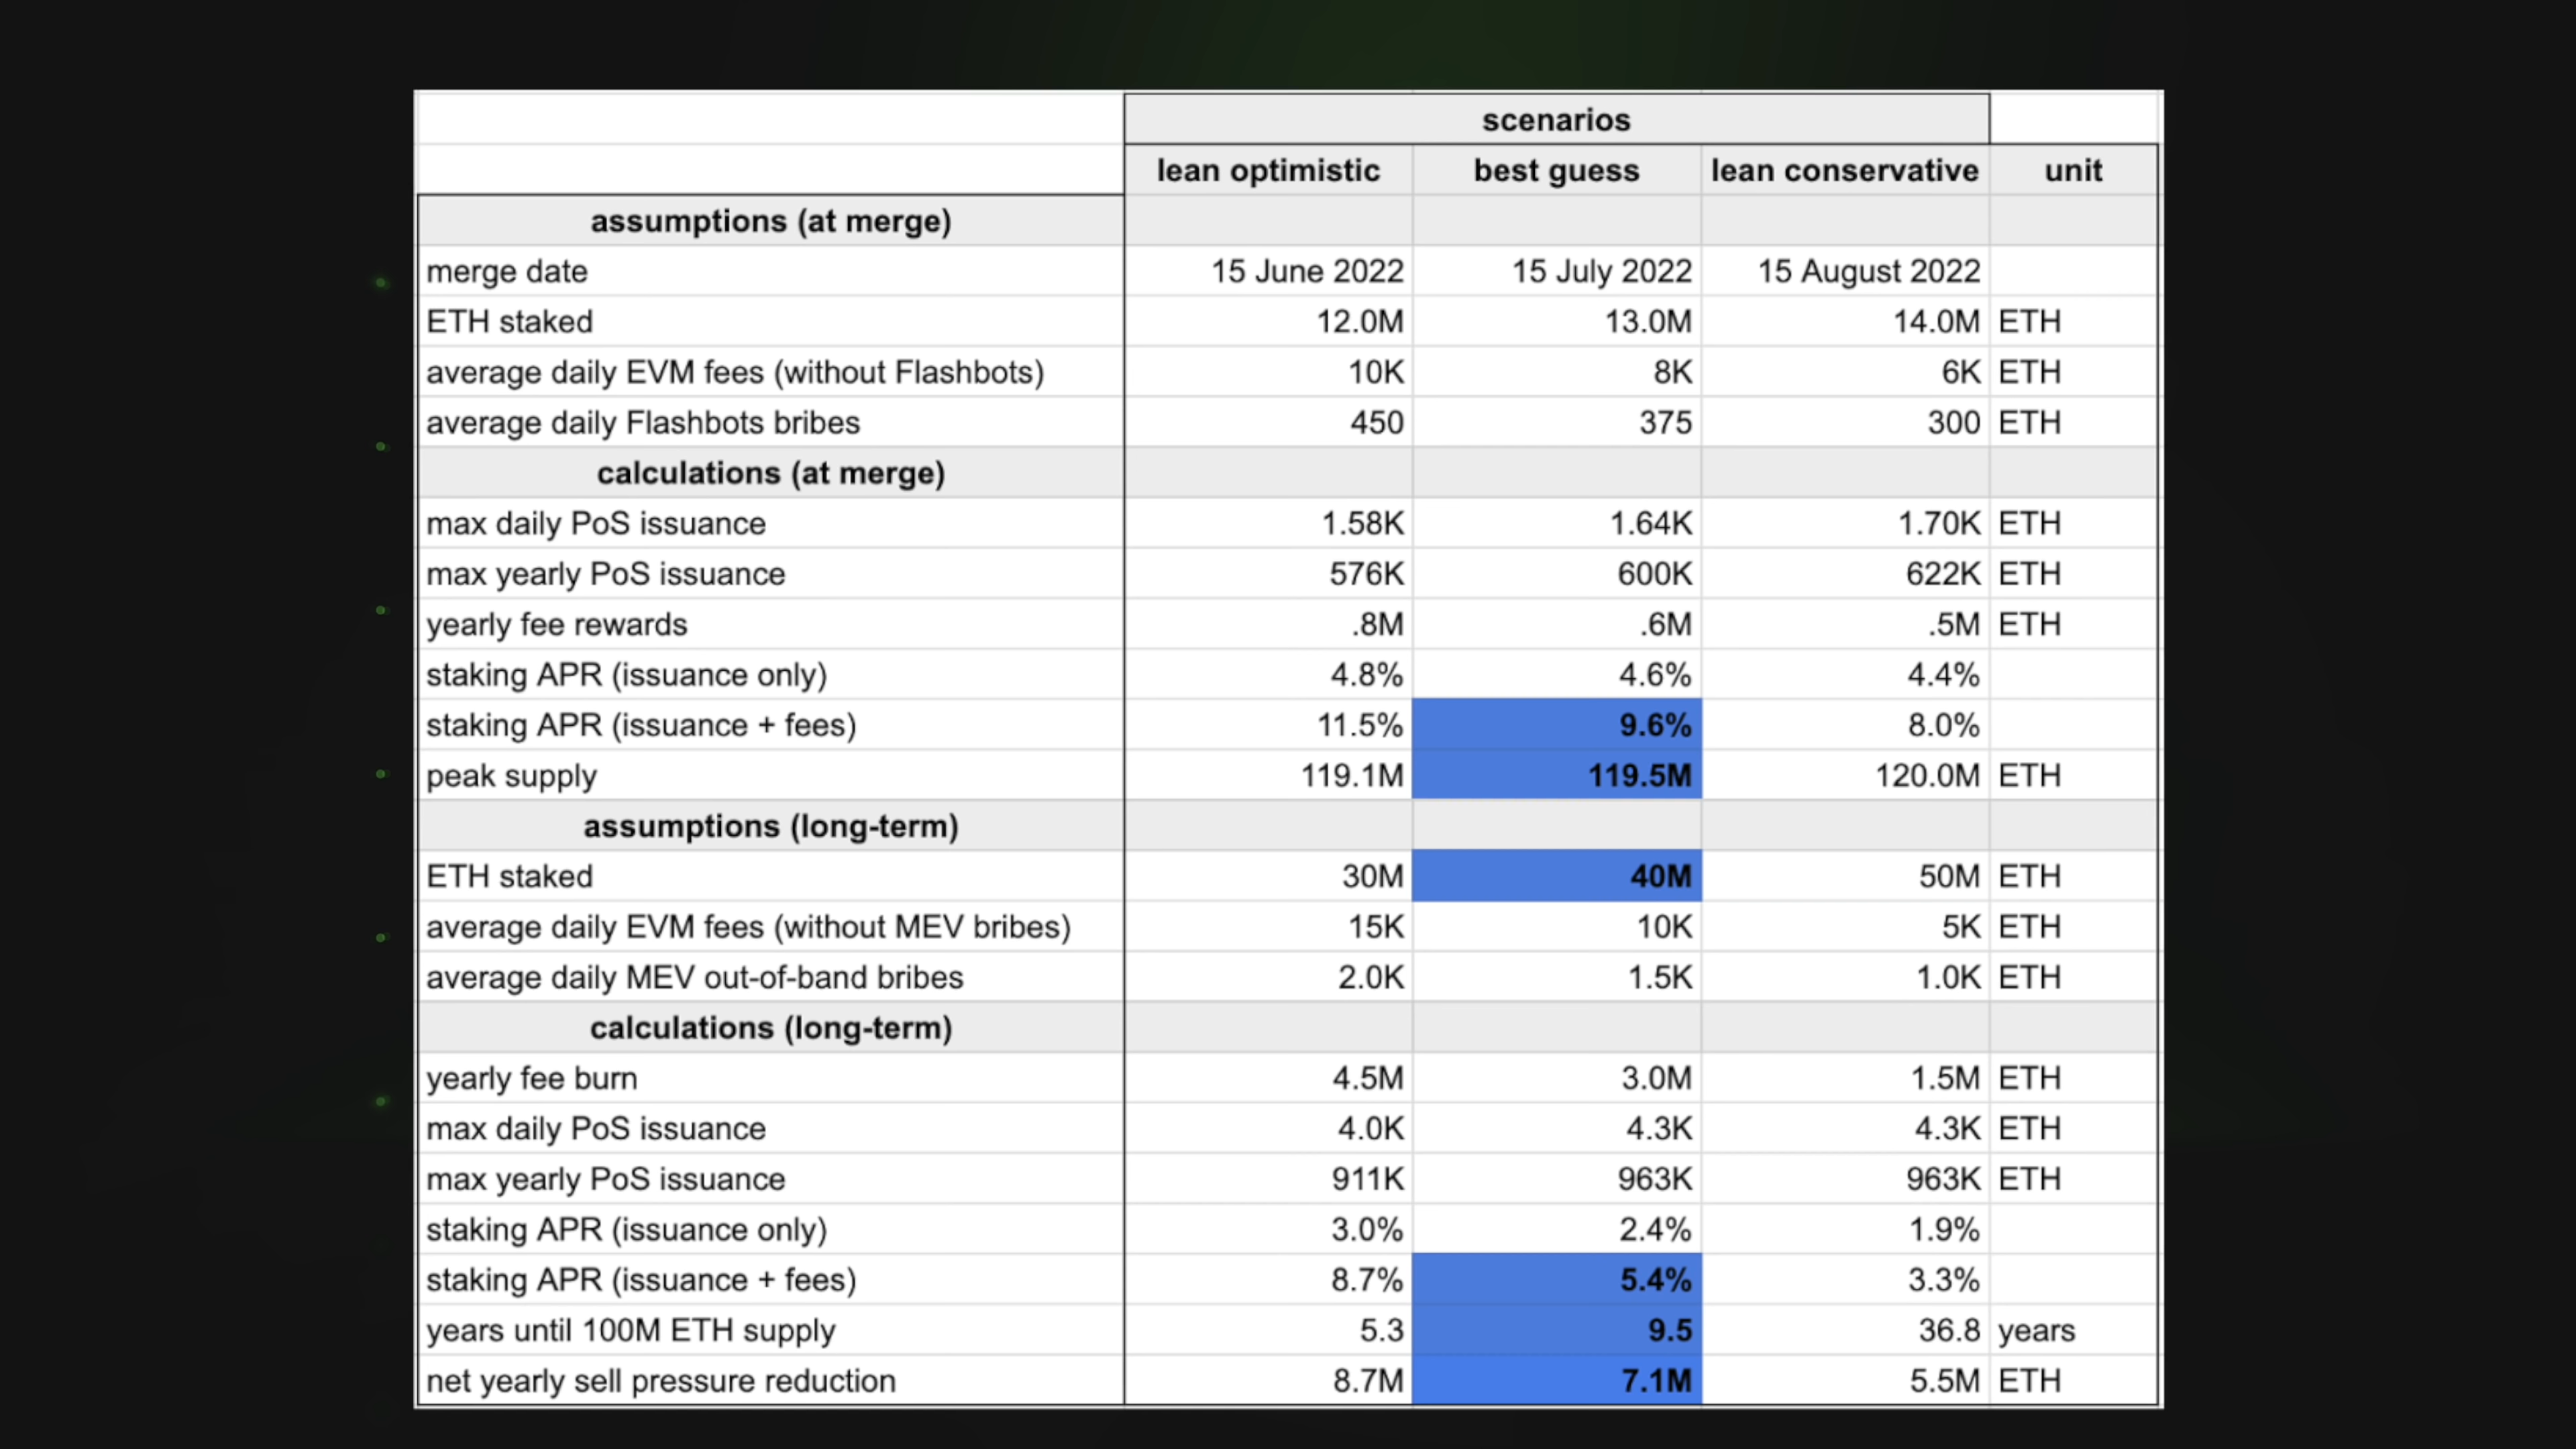 scenarios
lean optimistic best guess lean conservative unit
assumptions (at merge)
merge date 15 June 2022 15 July 2022 15 August 2022
ETH staked 12.0M 13.0M 14.0M ETH
average daily EVM fees (without Flashbots) 10K 8K 6K ETH
average daily Flashbots bribes 450 375 300 ETH
calculations (at merge)
max daily PoS issuance 1.58K 1.64K 1.70K ETH
max yearly PoS issuance 576K 600K 622K ETH
yearly fee rewards .8M .6M .5M ETH
staking APR (issuance only) 4.8% 4.6% 4.4%
staking APR (issuance + fees) 11.5% 9.6% 8.0%
peak supply 119.1M 119.5M 120.0M ETH
assumptions (long-term)
ETH staked 30M 40M 50M ETH
average daily EVM fees (without MEV bribes) 15K 10K 5K ETH
average daily MEV out-of-band bribes 2.0K 1.5K 1.0K ETH
calculations (long-term)
yearly fee burn 4.5M 3.0M 1.5M ETH
max daily PoS issuance 4.0K 4.3K 4.3K ETH
max yearly PoS issuance 911K 963K 963K ETH
staking APR (issuance only) 3.0% 2.4% 1.9%
staking APR (issuance + fees) 8.7% 5.4% 3.3%
years until 100M ETH supply 5.3 9.5 36.8 years
net yearly sell pressure reduction 8.7M 7.1M 5.5M ETH